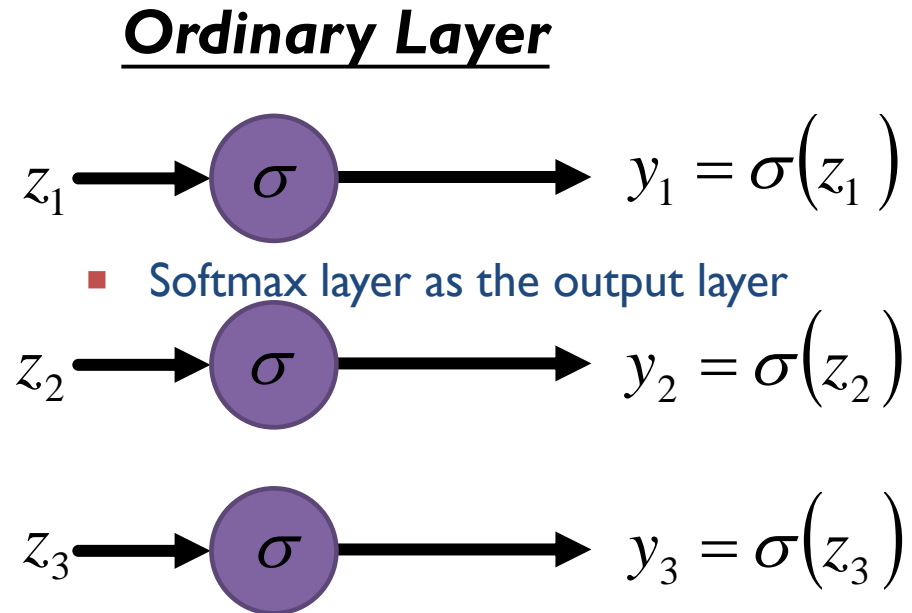 Ordinary Layer
z₁ σ y₁ = σ(z₁)
▪ Softmax layer as the output layer
z₂ σ y₂ = σ(z₂)
z₃ σ y₃ = σ(z₃)